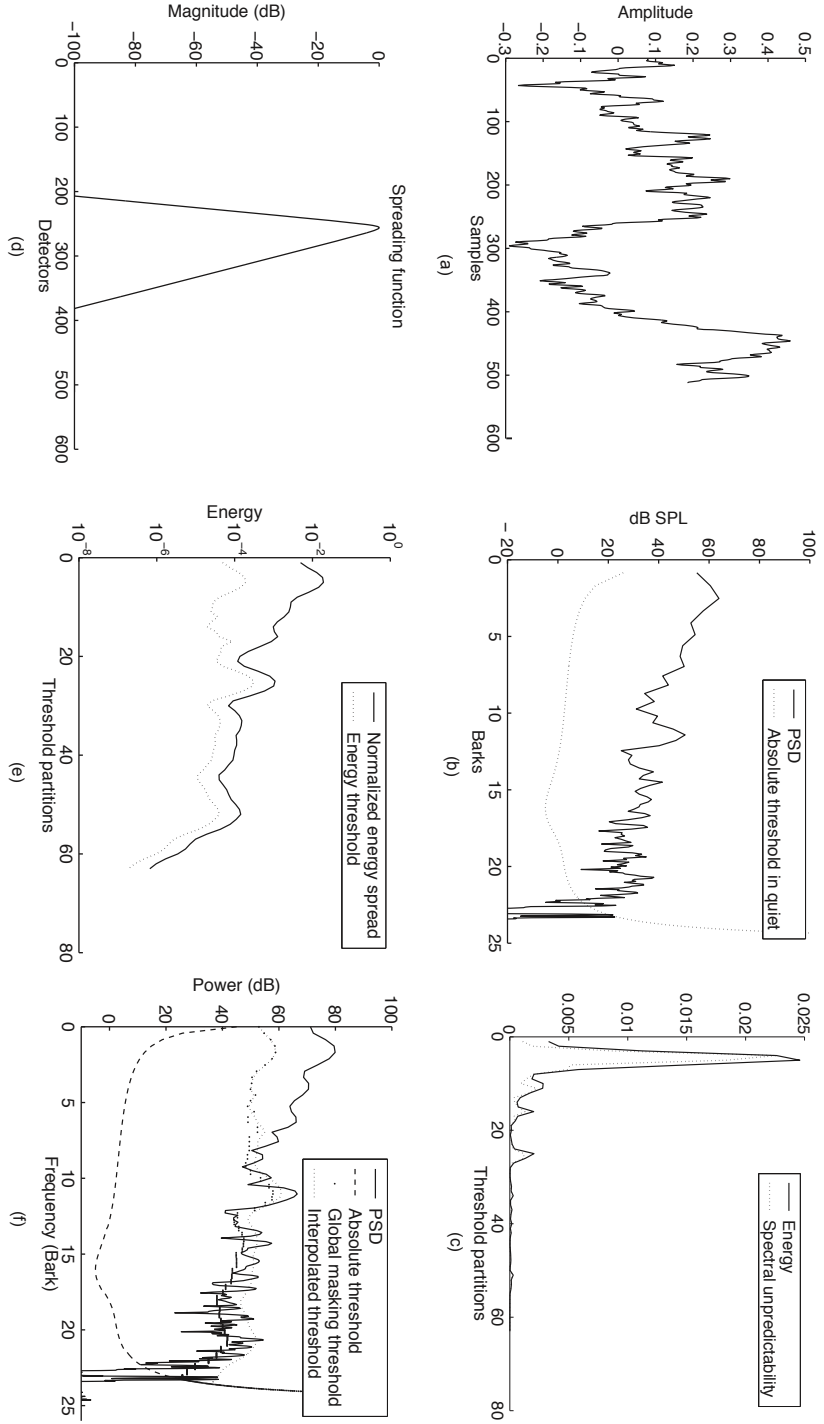 Amplitude
0.5
0.4
0.3
0.2
0.1
0
-0.1
-0.2
-0.3
0 100 200 300 400 500 600
Samples
(a)
dB SPL
100
80
60
40
20
0
–20
0 5 10 15 20 25
PSD
Absolute threshold in quiet
Barks
(b)
0.025
0.02
0.015
0.01
0.005
0
0 20 40 60 80
Energy
Spectral unpredictability
Threshold partitions
(c)
Spreading function
Magnitude (dB)
0
−20
−40
−60
−80
−100
0 100 200 300 400 500 600
Detectors
(d)
Energy
10^0
10^−2
10^−4
10^−6
10^−8
0 20 40 60 80
Normalized energy spread
Energy threshold
Threshold partitions
(e)
Power (dB)
100
80
60
40
20
0
0 5 10 15 20 25
PSD
Absolute threshold
Global masking threshold
Interpolated threshold
Frequency (Bark)
(f)